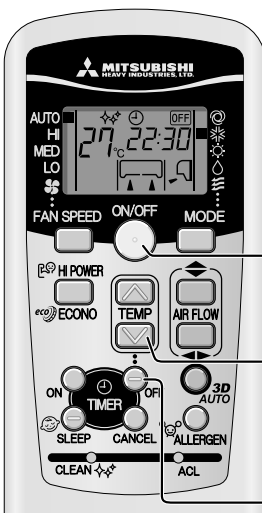 MITSUBISHI
HEAVY INDUSTRIES, LTD.
AUTO OFF
HI 27°C 22:30
MED
LO
FAN SPEED ON/OFF MODE
HI POWER
eco ECONO TEMP AIR FLOW
3D
AUTO
ON TIMER OFF
SLEEP CANCEL ALLERGEN
CLEAN ACL